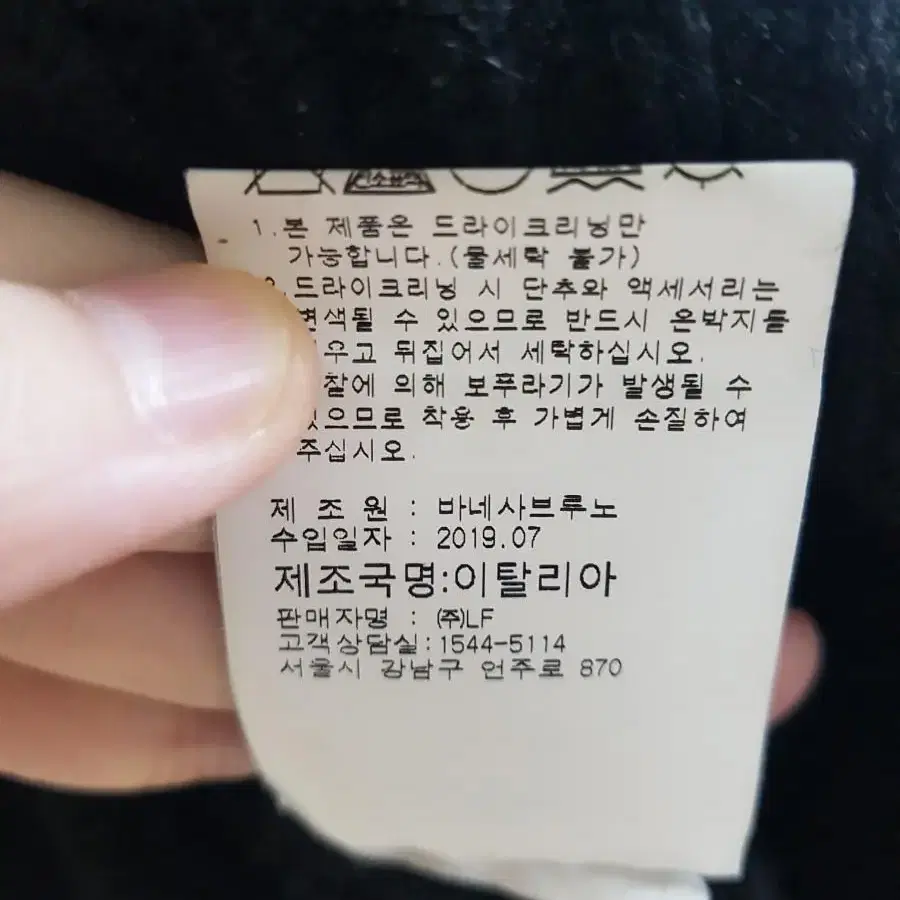 1.본 제품은 드라이크리닝만
가능합니다.(물세탁 불가)
드라이크리닝 시 단추와 액세서리는
변색될 수 있으므로 반드시 은박지를
뒤집어서 세탁하십시오.
의해 보푸라기가 발생될 수
있으므로 착용 후 가볍게 손질하여
주십시오.
제 조 원 : 바네사브루노
수입일자 : 2019.07
제조국명:이탈리아
판매자명 : ㈜LF
고객상담실:1544-5114
서울시 강남구 언주로 870